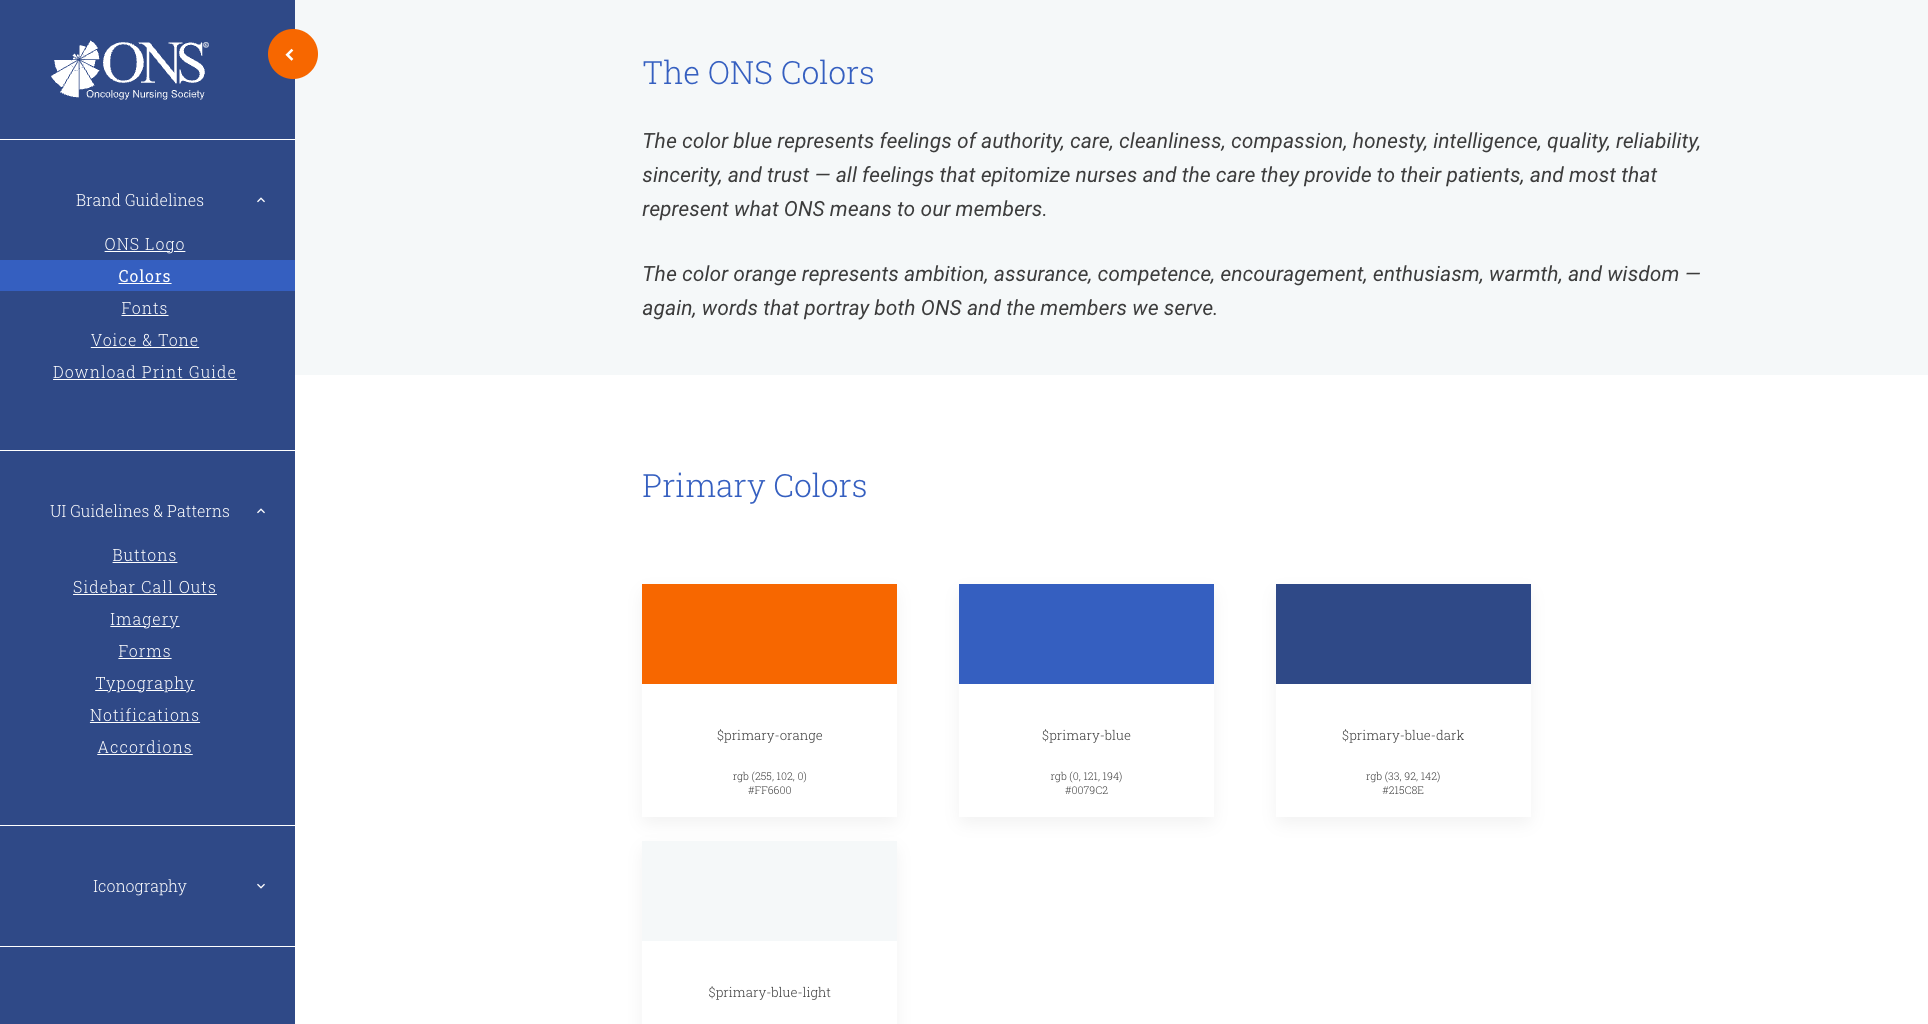 ONS®
Oncology Nursing Society
Brand Guidelines
ONS Logo
Colors
Fonts
Voice & Tone
Download Print Guide
UI Guidelines & Patterns
Buttons
Sidebar Call Outs
Imagery
Forms
Typography
Notifications
Accordions
Iconography
The ONS Colors
The color blue represents feelings of authority, care, cleanliness, compassion, honesty, intelligence, quality, reliability,
sincerity, and trust — all feelings that epitomize nurses and the care they provide to their patients, and most that
represent what ONS means to our members.
The color orange represents ambition, assurance, competence, encouragement, enthusiasm, warmth, and wisdom —
again, words that portray both ONS and the members we serve.
Primary Colors
$primary-orange
rgb (255, 102, 0)
#FF6600
$primary-blue
rgb (0, 121, 194)
#0079C2
$primary-blue-dark
rgb (33, 92, 142)
#215C8E
$primary-blue-light